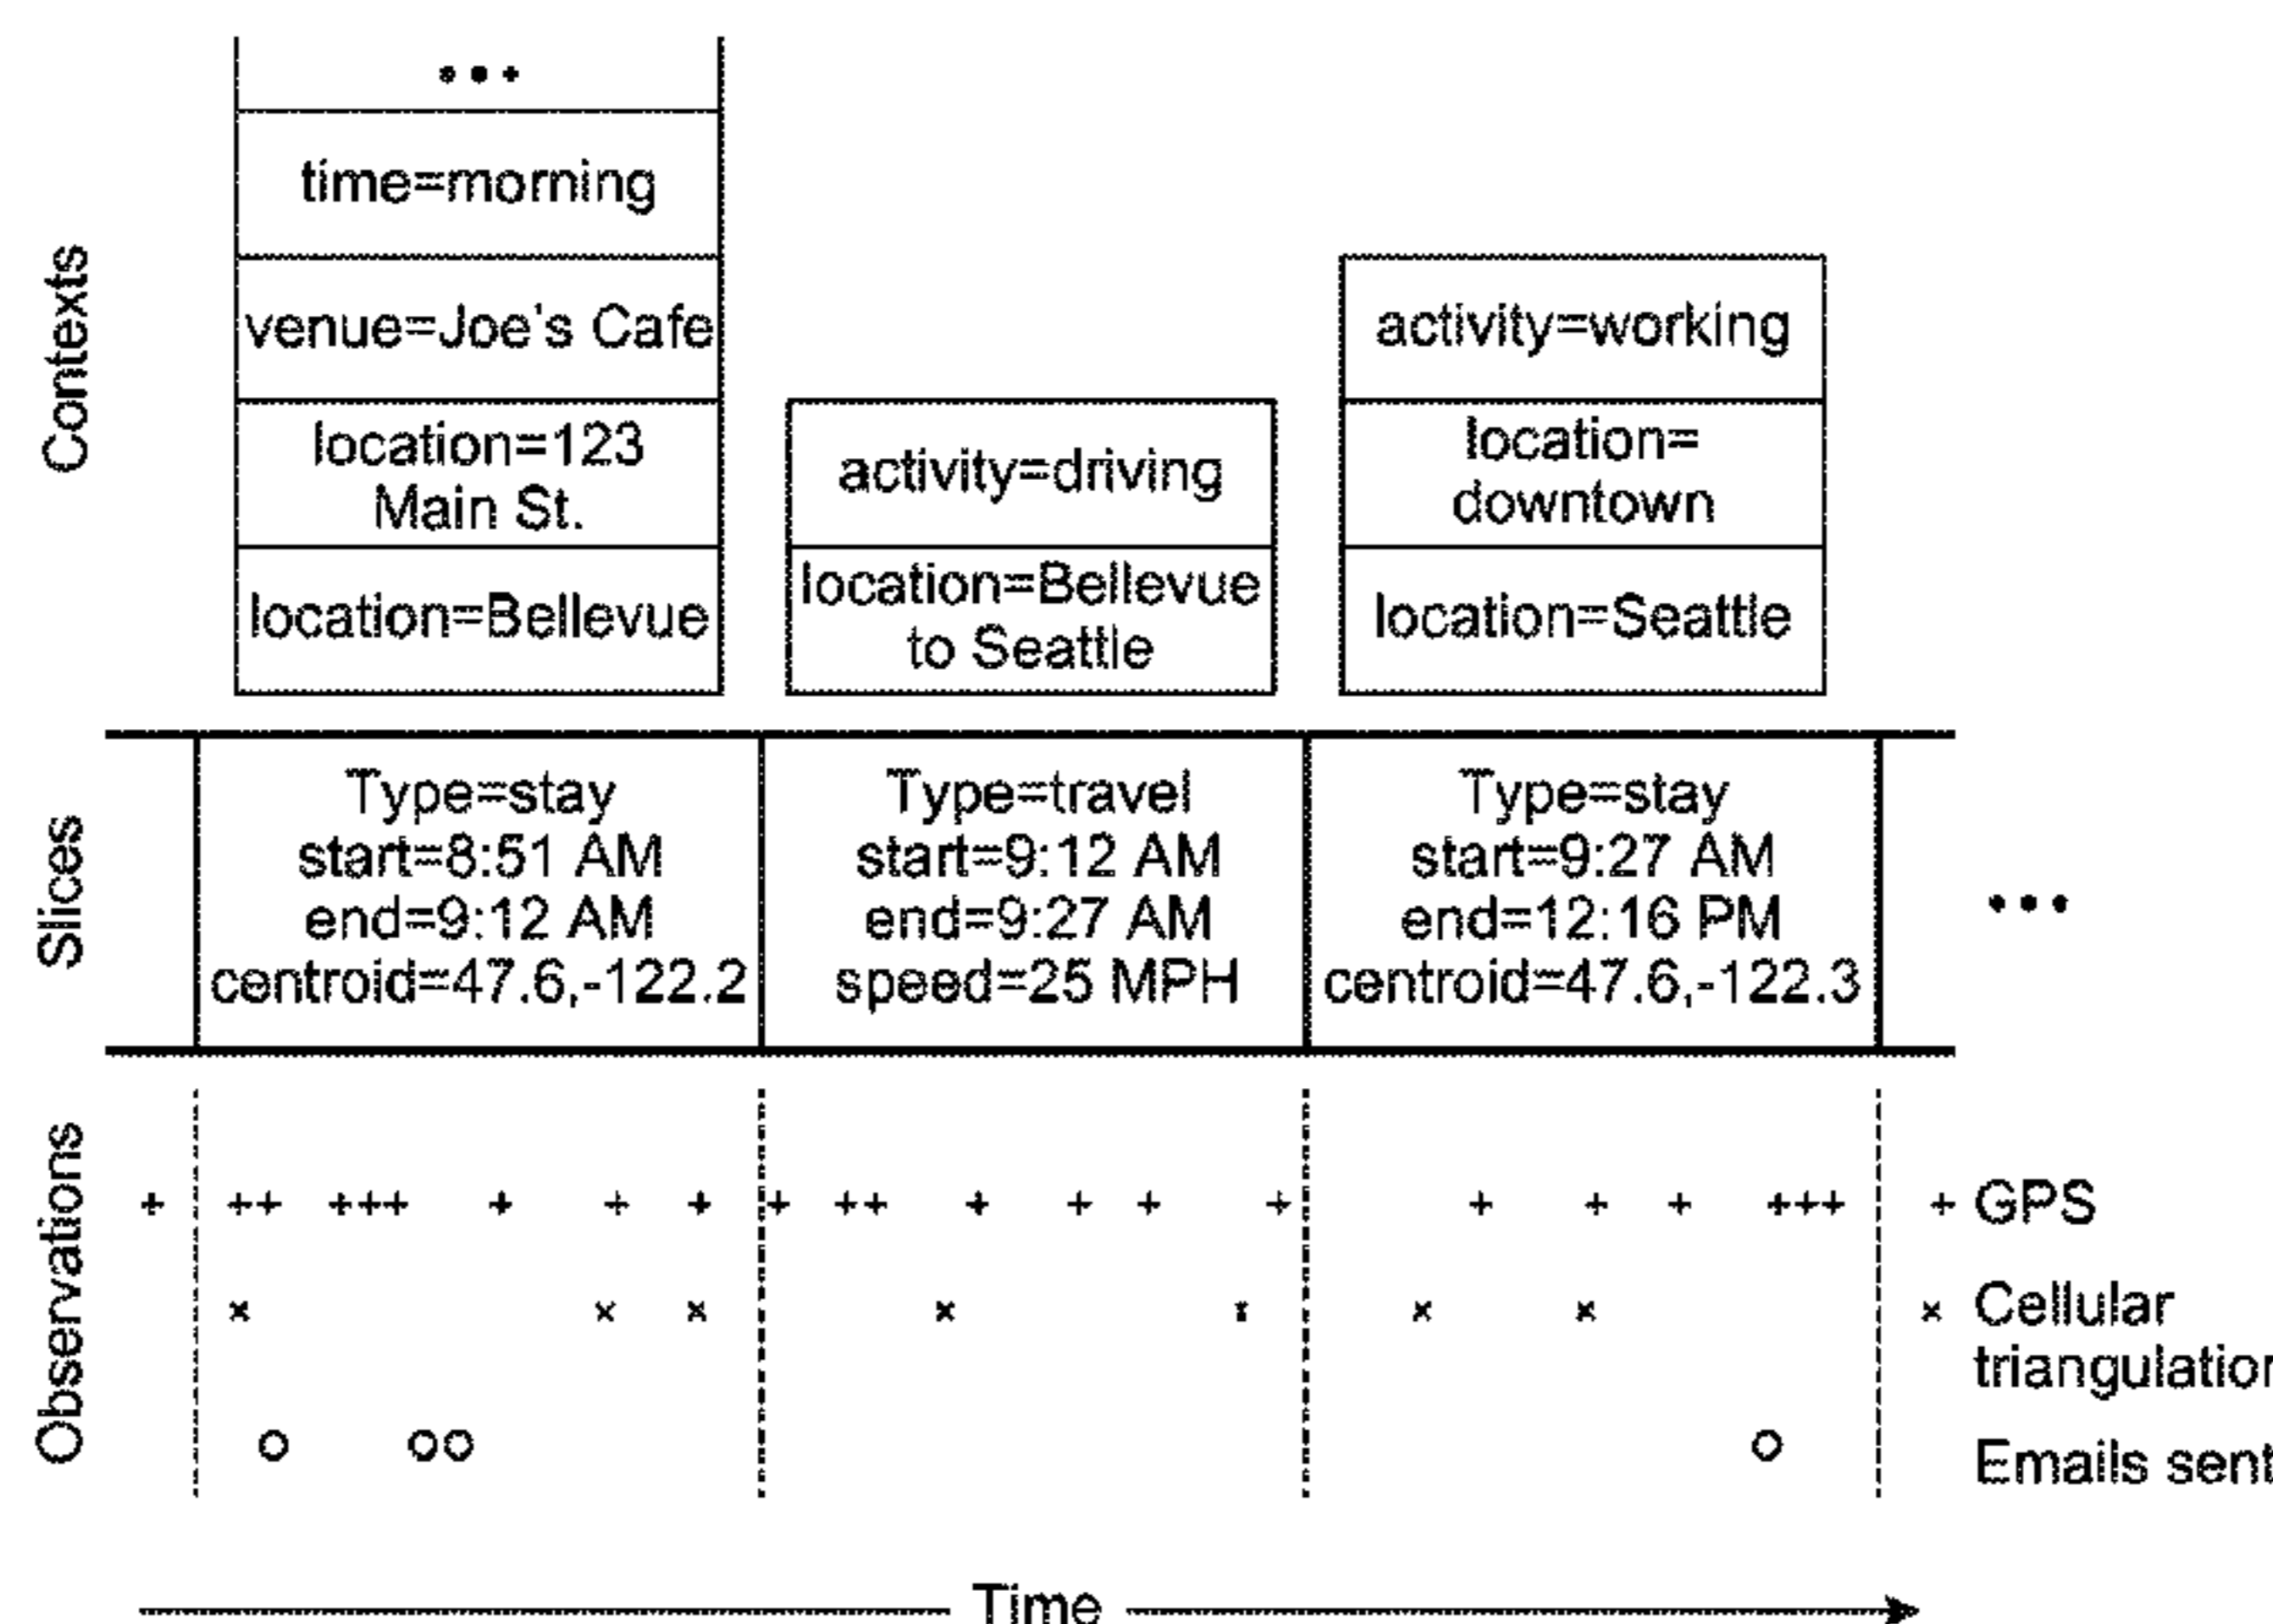 Contexts
•••
time=morning
venue=Joe's Cafe
location=123
Main St.
location=Bellevue
activity=driving
location=Bellevue
to Seattle
activity=working
location=
downtown
location=Seattle
Slices
Type=stay
start=8:51 AM
end=9:12 AM
centroid=47.6,-122.2
Type=travel
start=9:12 AM
end=9:27 AM
speed=25 MPH
Type=stay
start=9:27 AM
end=12:16 PM
centroid=47.6,-122.3
•••
Observations
GPS
Cellular
triangulation
Emails sent
Time